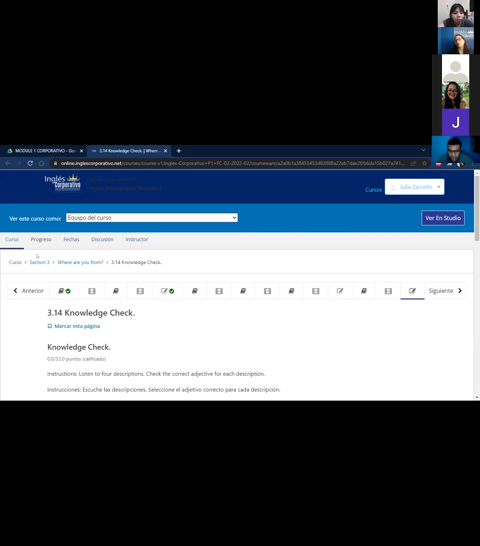 J
MODULE 1 CORPORATIVO - Go
3.14 Knowledge Check. | Where
Inglés
Corporativo
Cursos
Julia Zarceño
Ver este curso como:
Equipo del curso
Ver En Studio
Curso
Progreso
Fechas
Discusión
Instructor
Curso > Section 3 > Where are you from? > 3.14 Knowledge Check.
Anterior
Siguiente
3.14 Knowledge Check.
Marcar esta página
Knowledge Check.
0.0/33.0 puntos (calificado)
Instructions: Listen to four descriptions. Check the correct adjective for each description.
Instrucciones: Escuche las descripciones. Seleccione el adjetivo correcto para cada descripción.